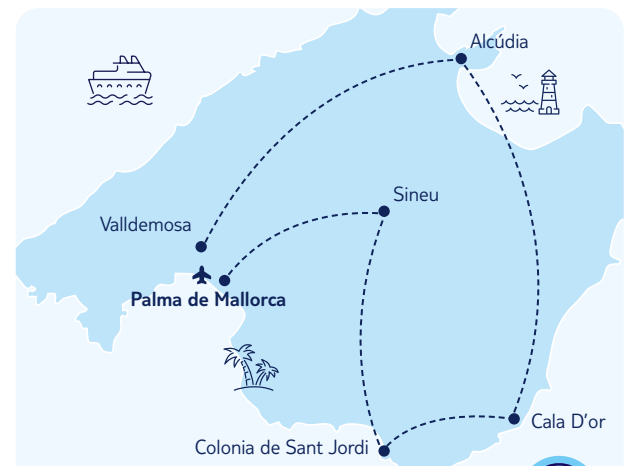 Alcúdia
Sineu
Valldemosa
Palma de Mallorca
Cala D'or
Colonia de Sant Jordi